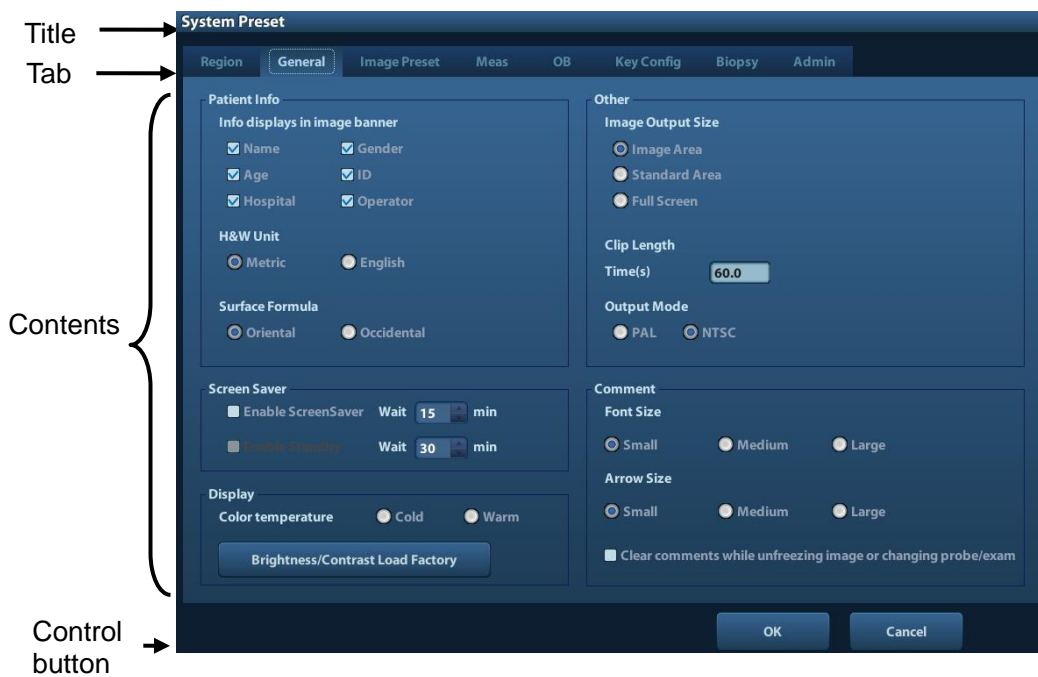 Title
Tab
Contents
Control
button
System Preset
Region General Image Preset Meas OB Key Config Biopsy Admin
Patient Info
Info displays in image banner
Name Gender
Age ID
Hospital Operator
H&W Unit
Metric English
Surface Formula
Oriental Occidental
Screen Saver
Enable ScreenSaver Wait 15 min
Enable Standby Wait 30 min
Display
Color temperature Cold Warm
Brightness/Contrast Load Factory
Other
Image Output Size
Image Area
Standard Area
Full Screen
Clip Length
Time(s) 60.0
Output Mode
PAL NTSC
Comment
Font Size
Small Medium Large
Arrow Size
Small Medium Large
Clear comments while unfreezing image or changing probe/exam
OK Cancel